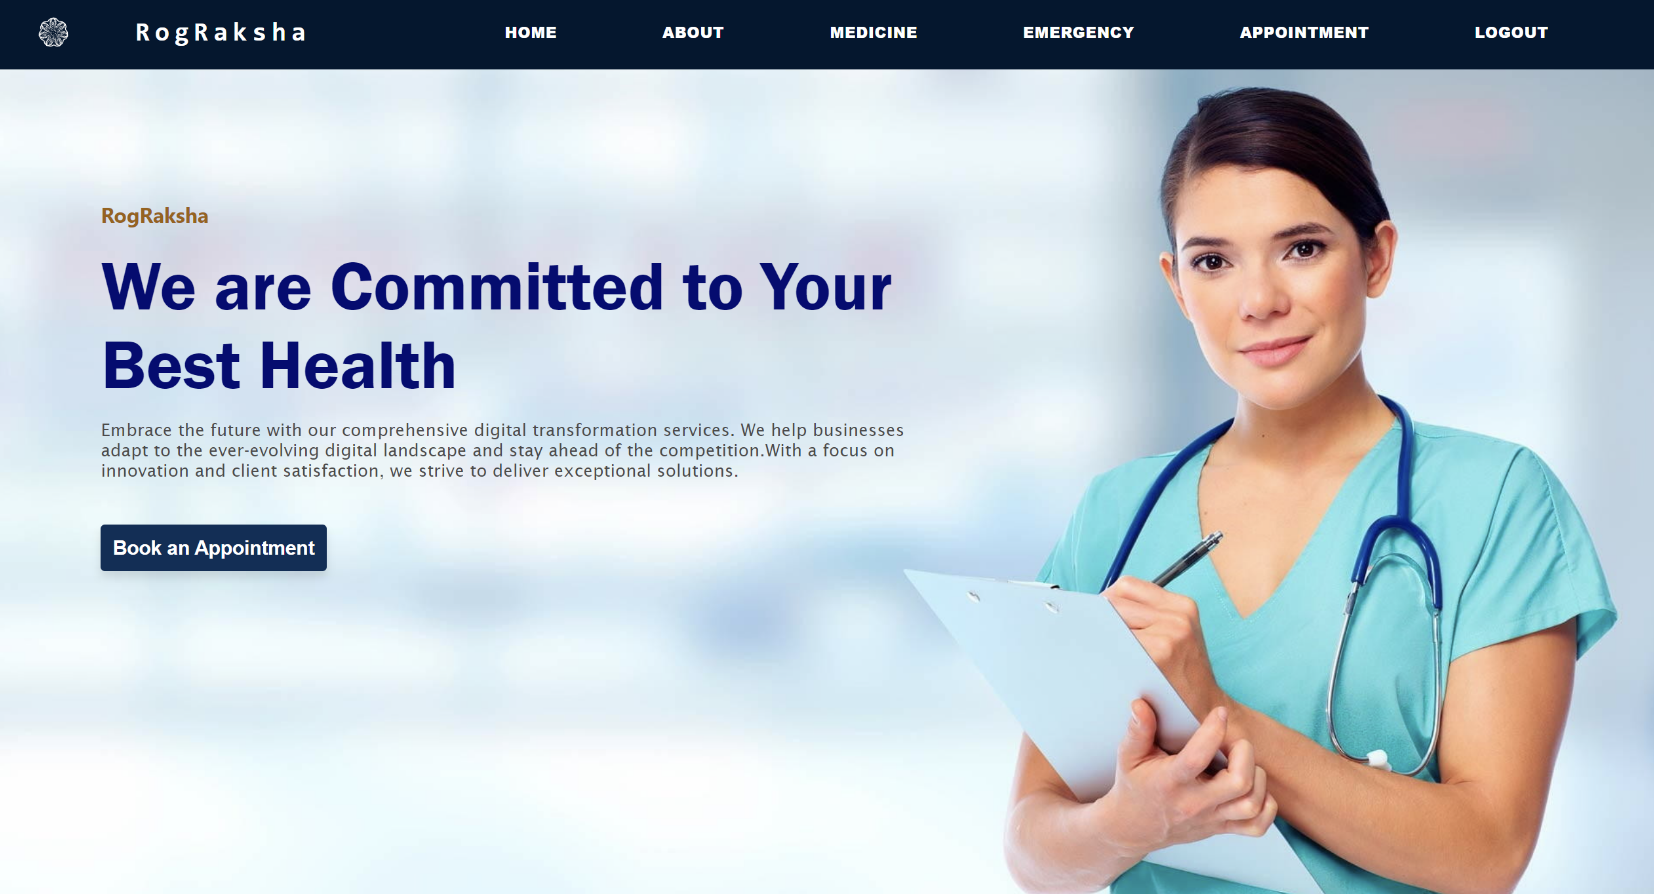 RogRaksha
HOME
ABOUT
MEDICINE
EMERGENCY
APPOINTMENT
LOGOUT
RogRaksha
We are Committed to Your
Best Health
Embrace the future with our comprehensive digital transformation services. We help businesses
adapt to the ever-evolving digital landscape and stay ahead of the competition.With a focus on
innovation and client satisfaction, we strive to deliver exceptional solutions.
Book an Appointment